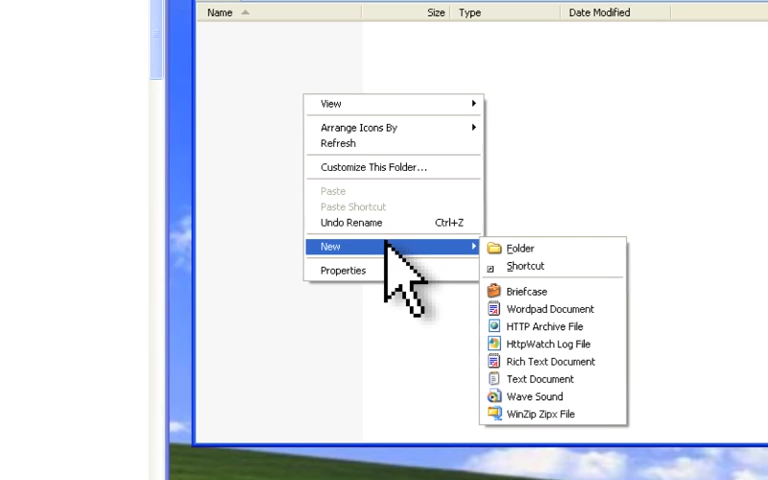 Name Size Type Date Modified
View
Arrange Icons By
Refresh
Customize This Folder...
Paste
Paste Shortcut
Undo Rename Ctrl+Z
New
Properties
Folder
Shortcut
Briefcase
Wordpad Document
HTTP Archive File
HttpWatch Log File
Rich Text Document
Text Document
Wave Sound
WinZip Zipx File